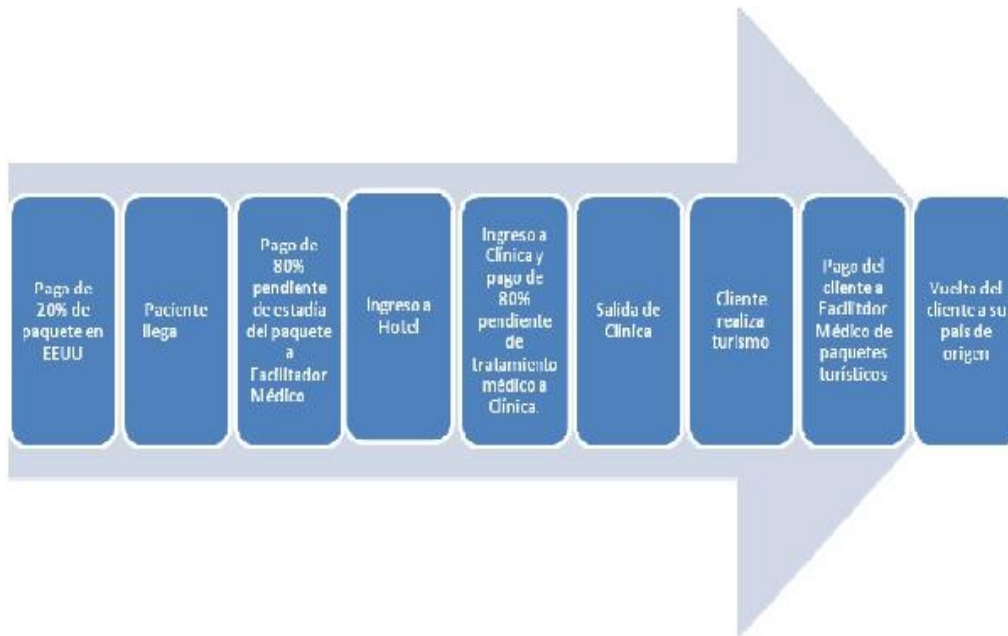 Pago de
20% de
paquete en
EEUU
Paciente
llega
Pago de
80%
pendiente
de estadía
del paquete
a
Facilitador
Médico
Ingreso a
Hotel
Ingreso a
Clínica y
pago de
80%
pendiente
de
tratamiento
médico a
Clínica.
Salida de
Clínica
Cliente
realiza
turismo
Pago del
cliente a
Facilitdor
Médico de
paquetes
turísticos
Vuelta del
cliente a su
país de
origen